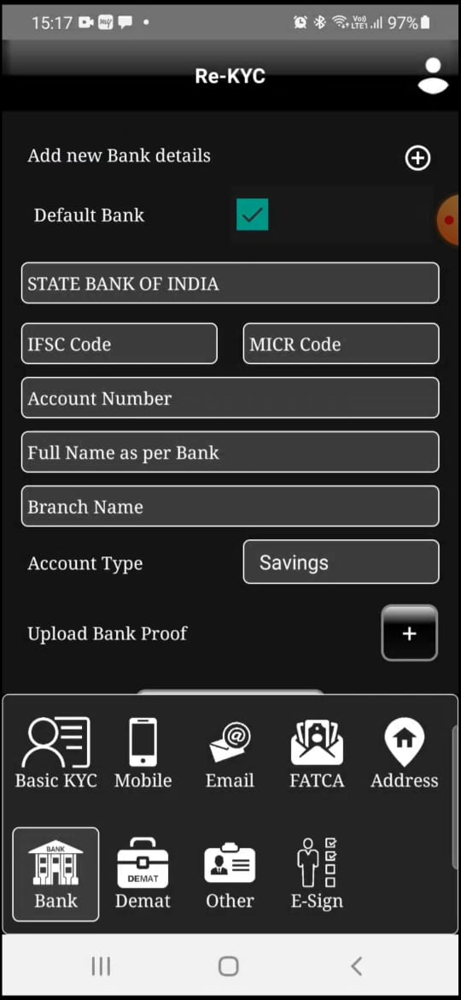 15:17 97%
Vo))
LTE1
Re-KYC
Add new Bank details
Default Bank
STATE BANK OF INDIA
IFSC Code MICR Code
Account Number
Full Name as per Bank
Branch Name
Account Type Savings
Upload Bank Proof +
Basic KYC Mobile Email FATCA Address
BANK
DEMAT
Bank Demat Other E-Sign